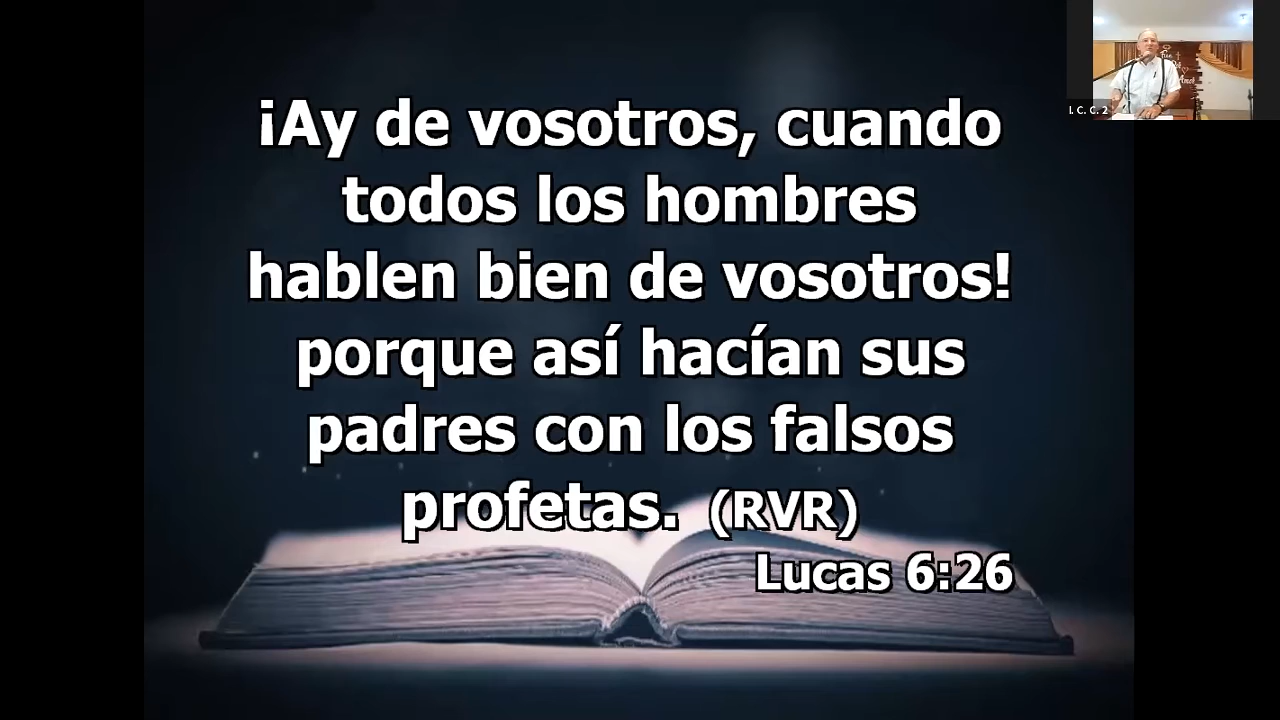 ¡Ay de vosotros, cuando
todos los hombres
hablen bien de vosotros!
porque así hacían sus
padres con los falsos
profetas. (RVR)
Lucas 6:26
I. C. C. 2